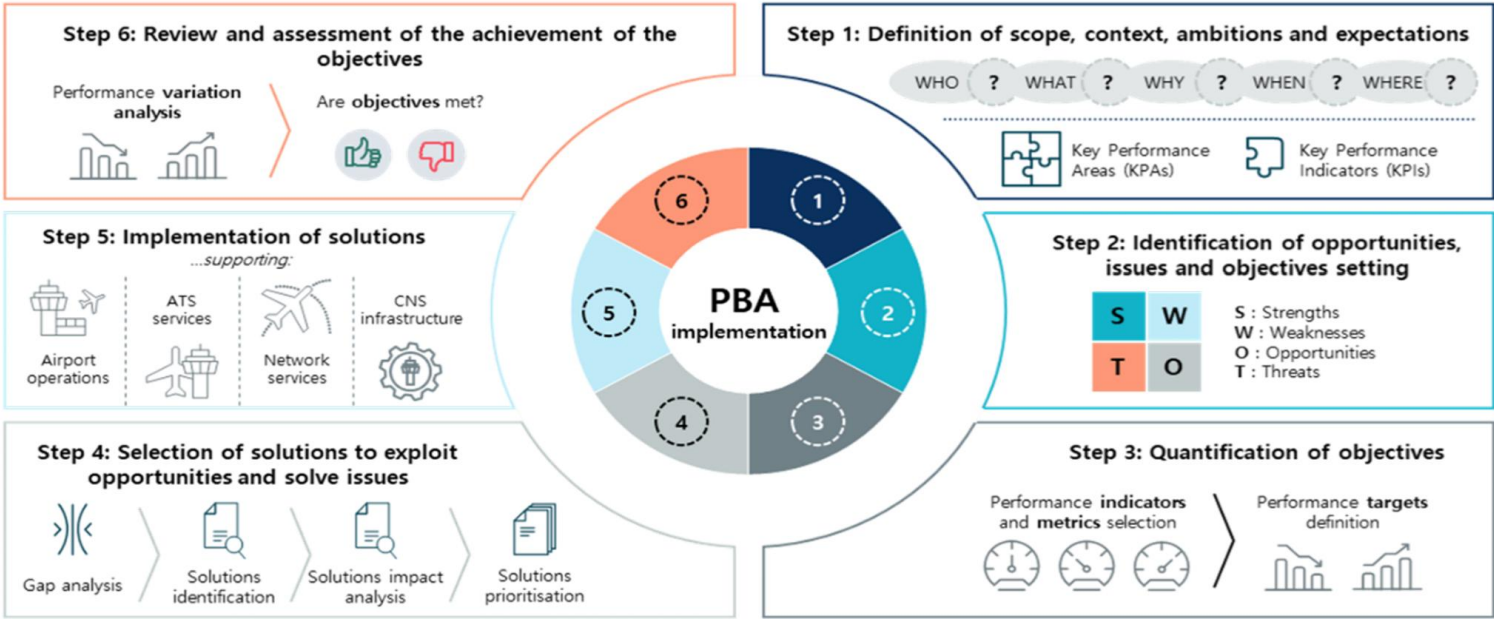 Step 6: Review and assessment of the achievement of the
objectives
Performance variation
analysis
Are objectives met?
Step 1: Definition of scope, context, ambitions and expectations
WHO ? WHAT ? WHY ? WHEN ? WHERE ?
Key Performance
Areas (KPAs)
Key Performance
Indicators (KPIs)
Step 5: Implementation of solutions
...supporting:
Airport
operations
ATS
services
Network
services
CNS
infrastructure
6
1
5
2
4
3
PBA
implementation
Step 2: Identification of opportunities,
issues and objectives setting
S W
T O
S : Strengths
W : Weaknesses
O : Opportunities
T : Threats
Step 4: Selection of solutions to exploit
opportunities and solve issues
Gap analysis
Solutions
identification
Solutions impact
analysis
Solutions
prioritisation
Step 3: Quantification of objectives
Performance indicators
and metrics selection
Performance targets
definition